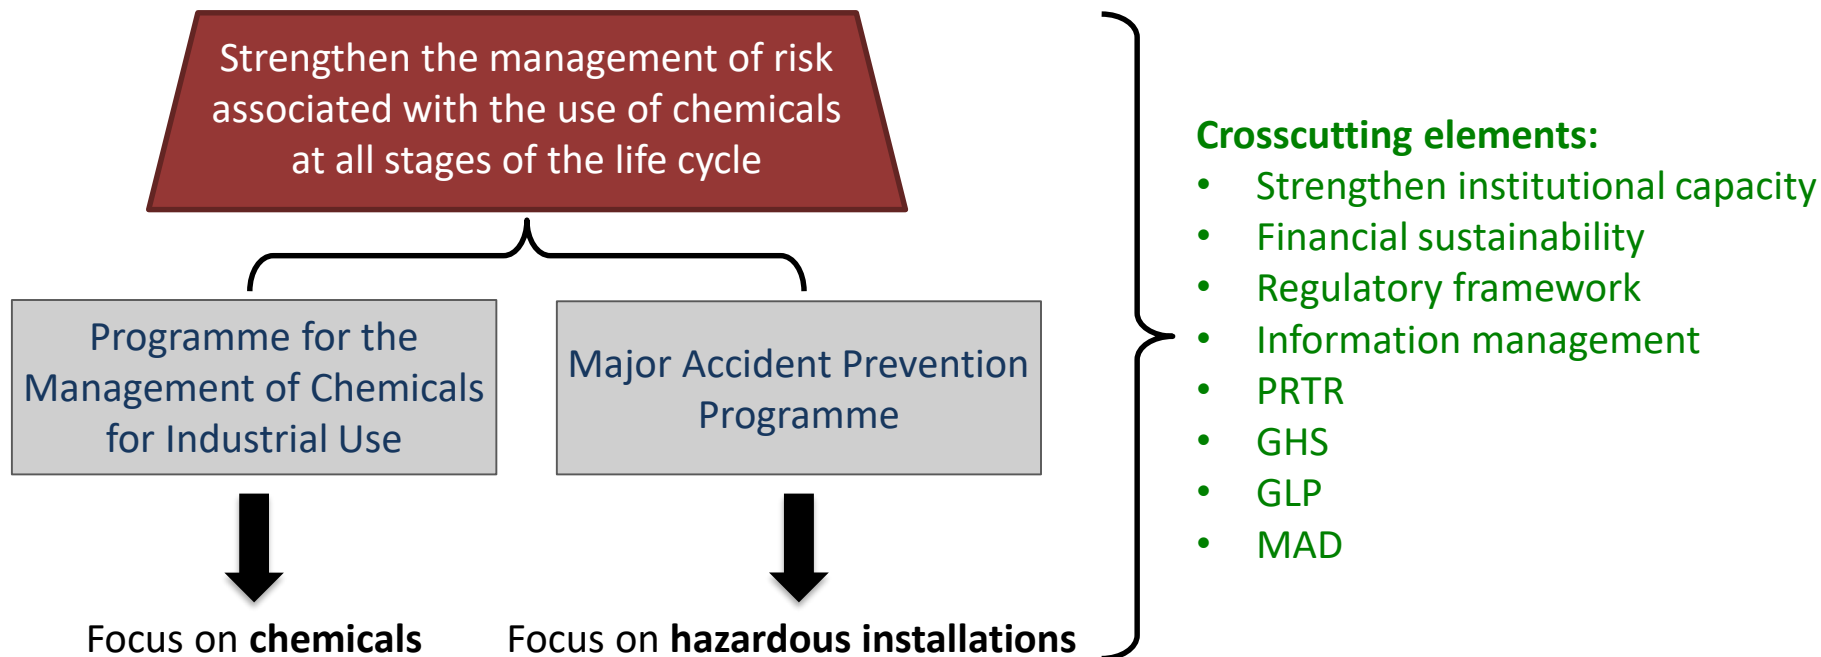 Strengthen the management of risk
associated with the use of chemicals
at all stages of the life cycle
Programme for the
Management of Chemicals
for Industrial Use
Major Accident Prevention
Programme
Focus on chemicals
Focus on hazardous installations
Crosscutting elements:
• Strengthen institutional capacity
• Financial sustainability
• Regulatory framework
• Information management
• PRTR
• GHS
• GLP
• MAD